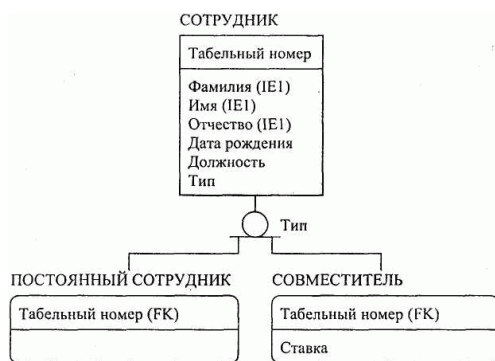 СОТРУДНИК
Табельный номер
Фамилия (IE1)
Имя (IE1)
Отчество (IE1)
Дата рождения
Должность
Тип
Тип
ПОСТОЯННЫЙ СОТРУДНИК
Табельный номер (FK)
СОВМЕСТИТЕЛЬ
Табельный номер (FK)
Ставка